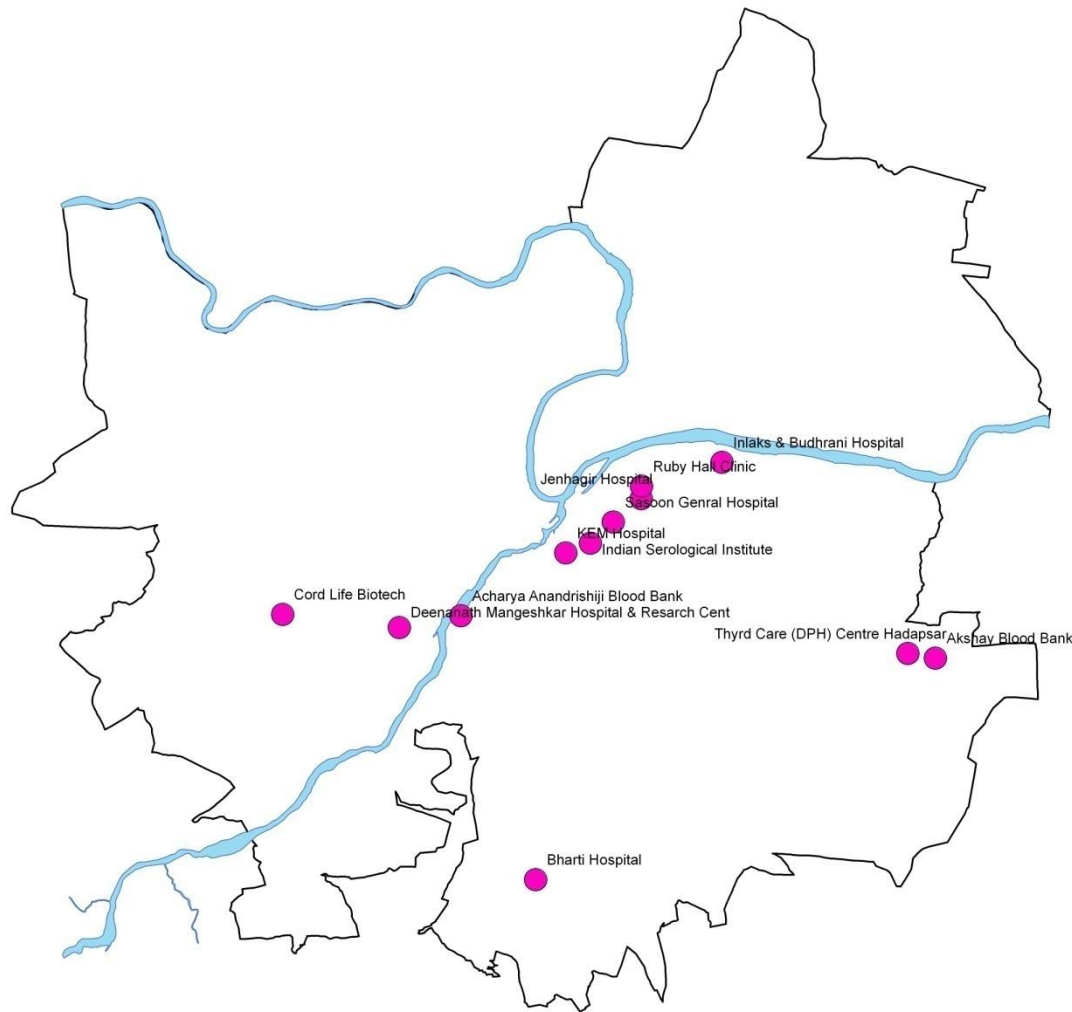 Inlaks & Budhrani Hospital
Ruby Hall Clinic
Jenhagir Hospital
Sasoon Genral Hospital
KEM Hospital
Indian Serological Institute
Cord Life Biotech
Acharya Anandrishiji Blood Bank
Deenanath Mangeshkar Hospital & Resarch Cent
Thyrd Care (DPH) Centre Hadapsar
Akshay Blood Bank
Bharti Hospital